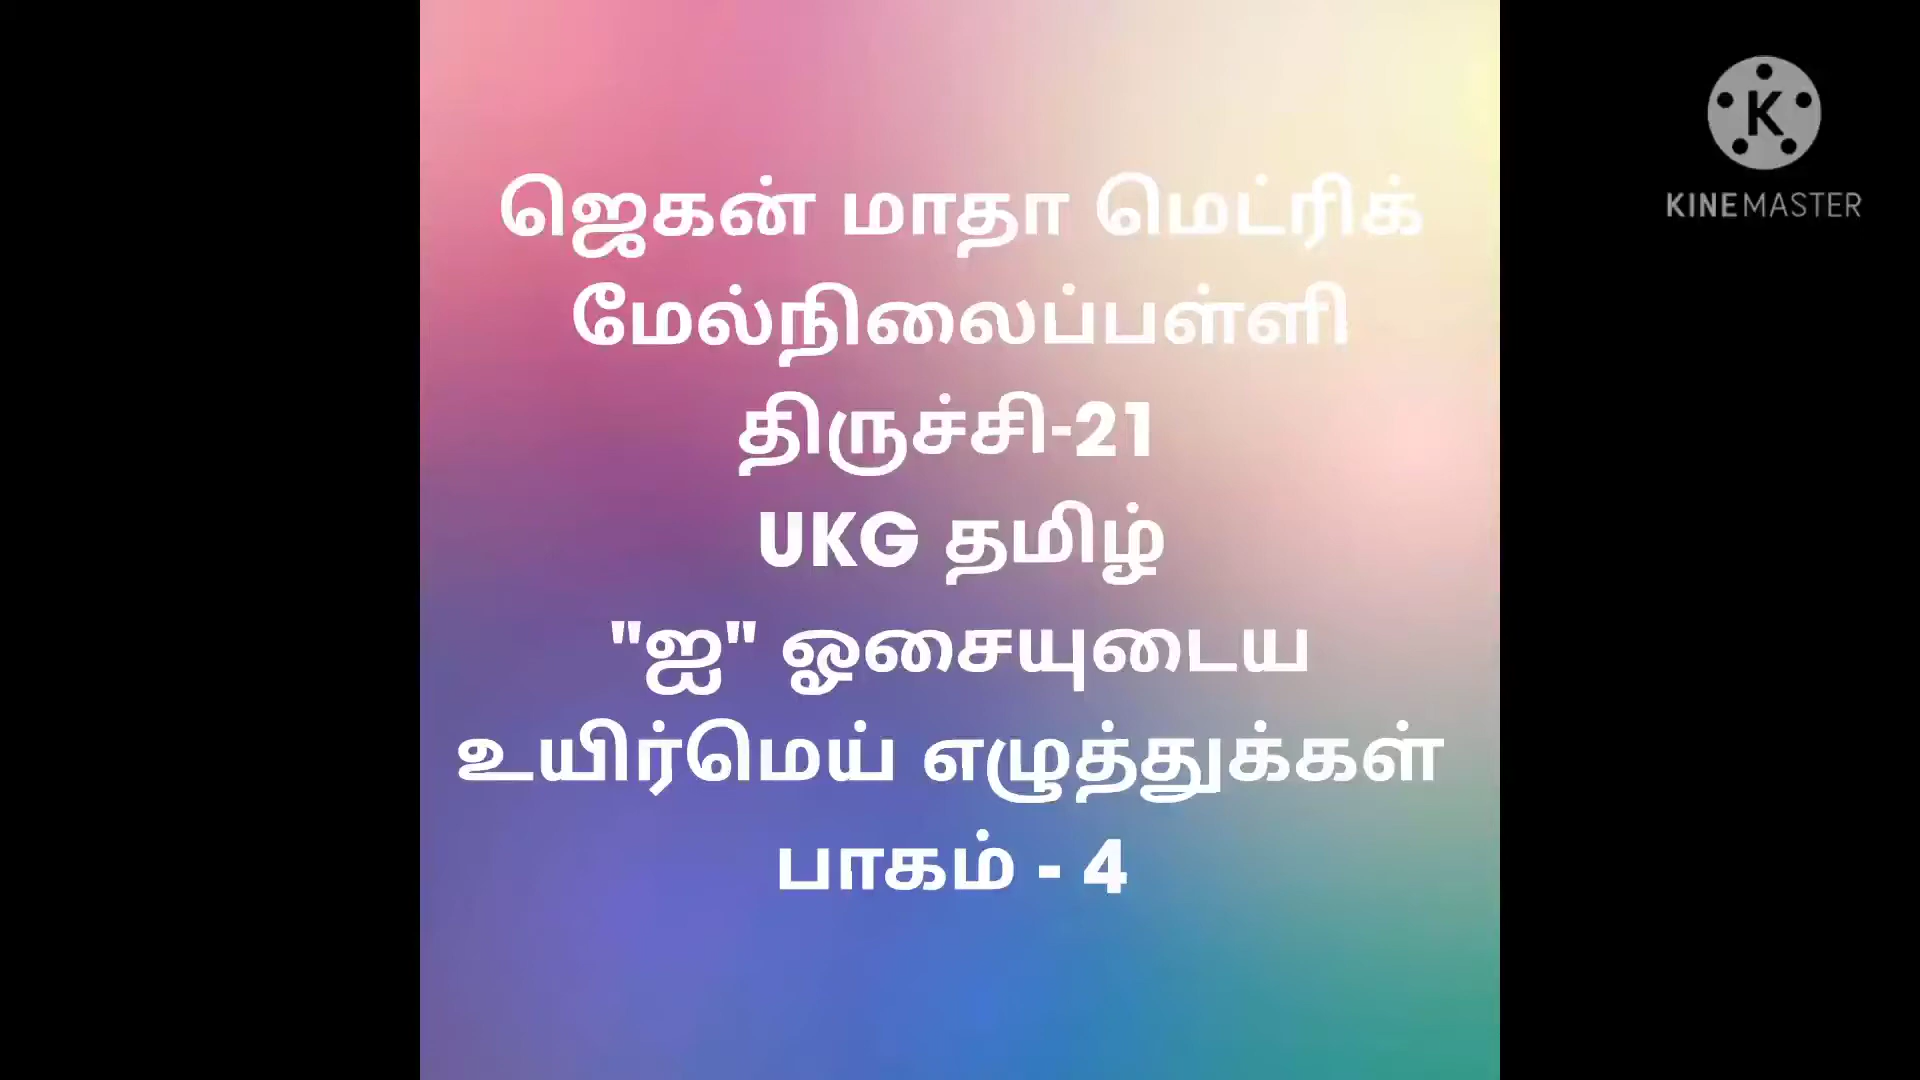 ஜெகன் மாதா மெட்ரிக்
மேல்நிலைப்பள்ளி
திருச்சி-21
UKG தமிழ்
"ஐ" ஓசையுடைய
உயிர்மெய் எழுத்துக்கள்
பாகம் - 4
K
KINEMASTER